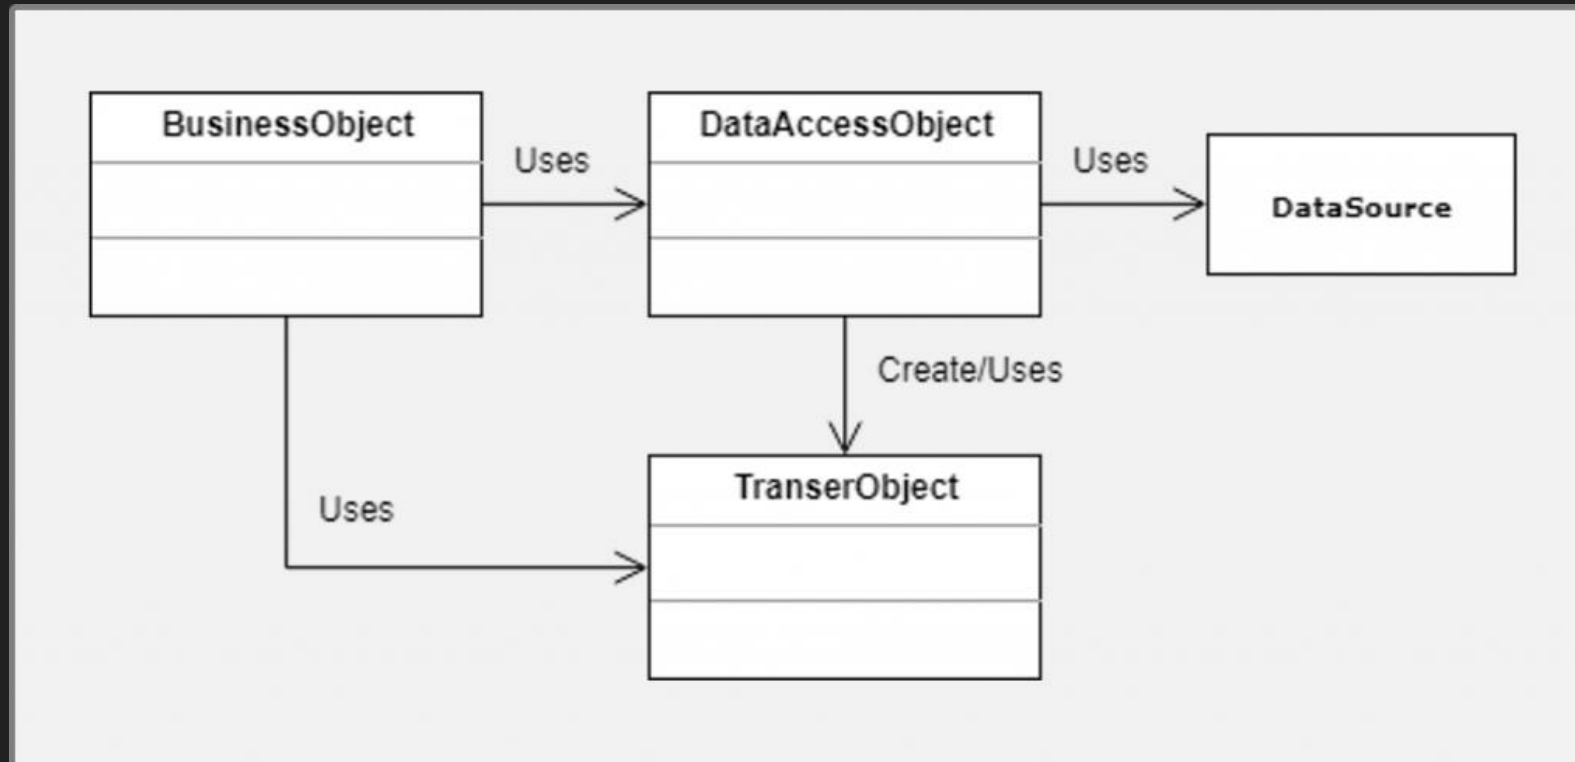 BusinessObject
Uses
DataAccessObject
Uses
DataSource
Create/Uses
Uses
TranserObject